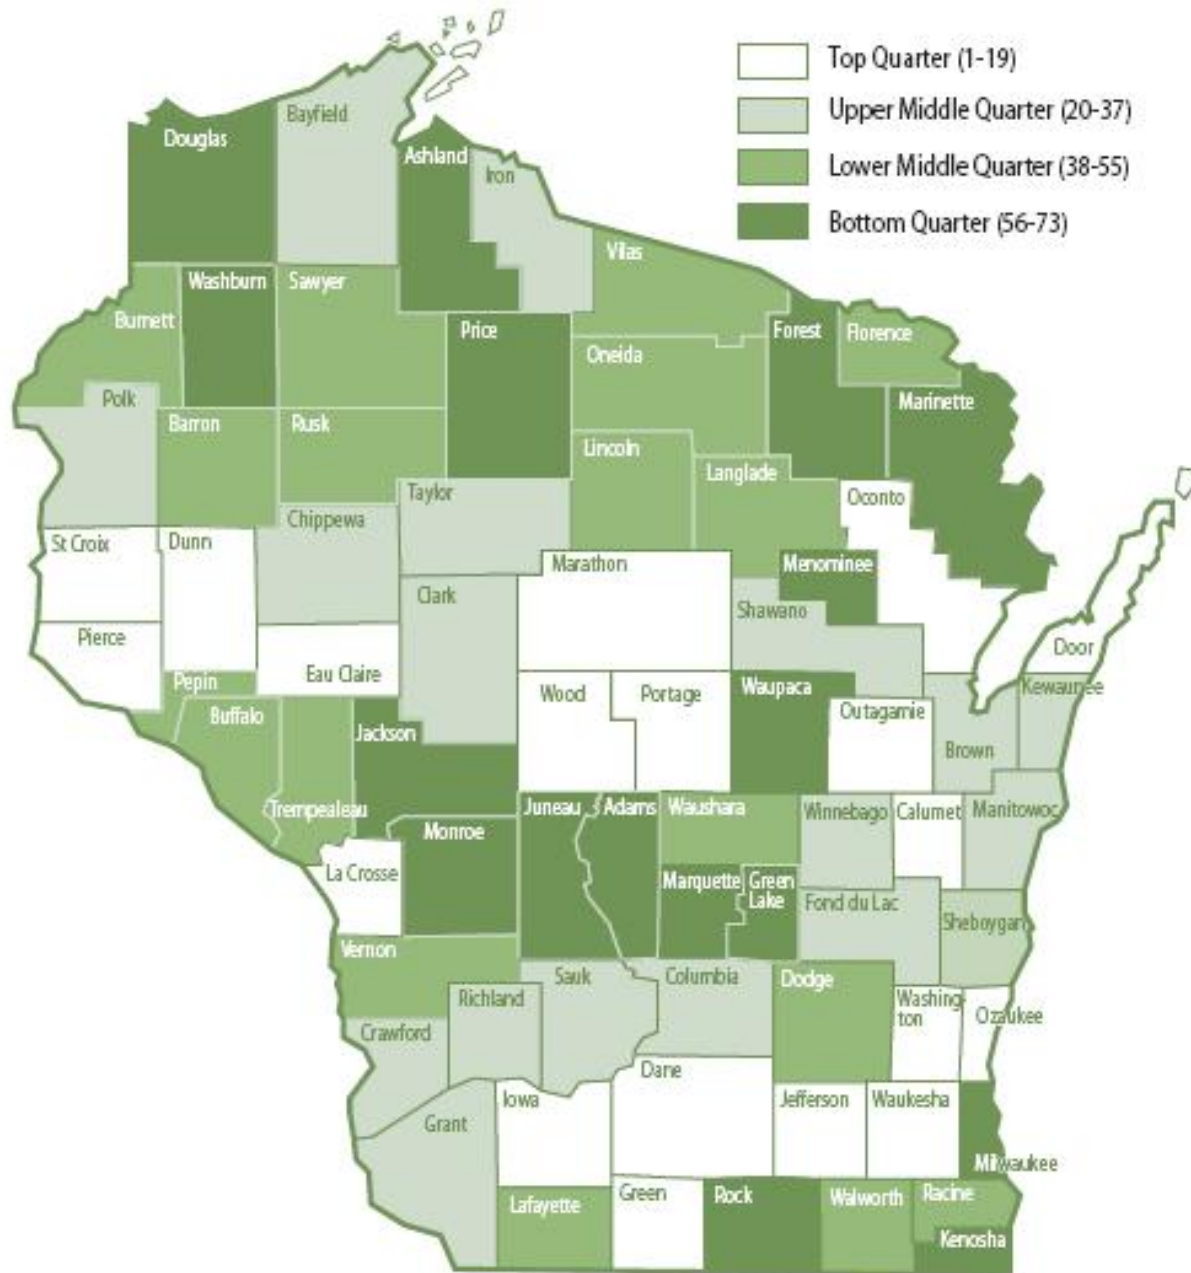 Top Quarter (1-19)
Upper Middle Quarter (20-37)
Lower Middle Quarter (38-55)
Bottom Quarter (56-73)
Bayfield
Douglas
Ashland
Iron
Vilas
Washburn
Sawyer
Burnett
Price
Forest
Florence
Oneida
Polk
Marinette
Barron
Rusk
Lincoln
Langlade
Taylor
Oconto
Chippewa
St Croix
Dunn
Marathon
Menominee
Clark
Shawano
Pierce
Door
Eau Claire
Pepin
Wood
Portage
Waupaca
Kewaunee
Buffalo
Outagamie
Jackson
Brown
Trempealeau
Juneau
Adams
Waushara
Winnebago
Calumet
Manitowoc
Monroe
La Crosse
Marquette
Green
Lake
Fond du Lac
Sheboygan
Vernon
Sauk
Columbia
Dodge
Richland
Washing-
ton
Ozaukee
Crawford
Dane
Iowa
Jefferson
Waukesha
Grant
Milwaukee
Lafayette
Green
Rock
Walworth
Racine
Kenosha